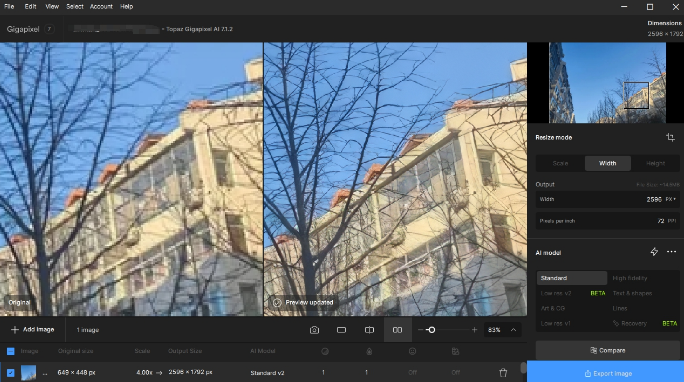 File Edit View Select Account Help
Gigapixel 7
• Topaz Gigapixel AI 7.1.2
Dimensions
2596 × 1792
Original
Preview updated
Resize mode
Scale Width Height
Output
Width 2596 PX
Pixels per inch 72 PPI
AI model
Standard High fidelity
Low res v2 BETA Text & shapes
Art & CG Lines
Low res v1 Recovery BETA
Compare
Export image
Add image 1 image
83%
Image Original size Scale Output Size AI Model
... 649 × 448 px 4.00x 2596 × 1792 px Standard v2 1 1 Off Off